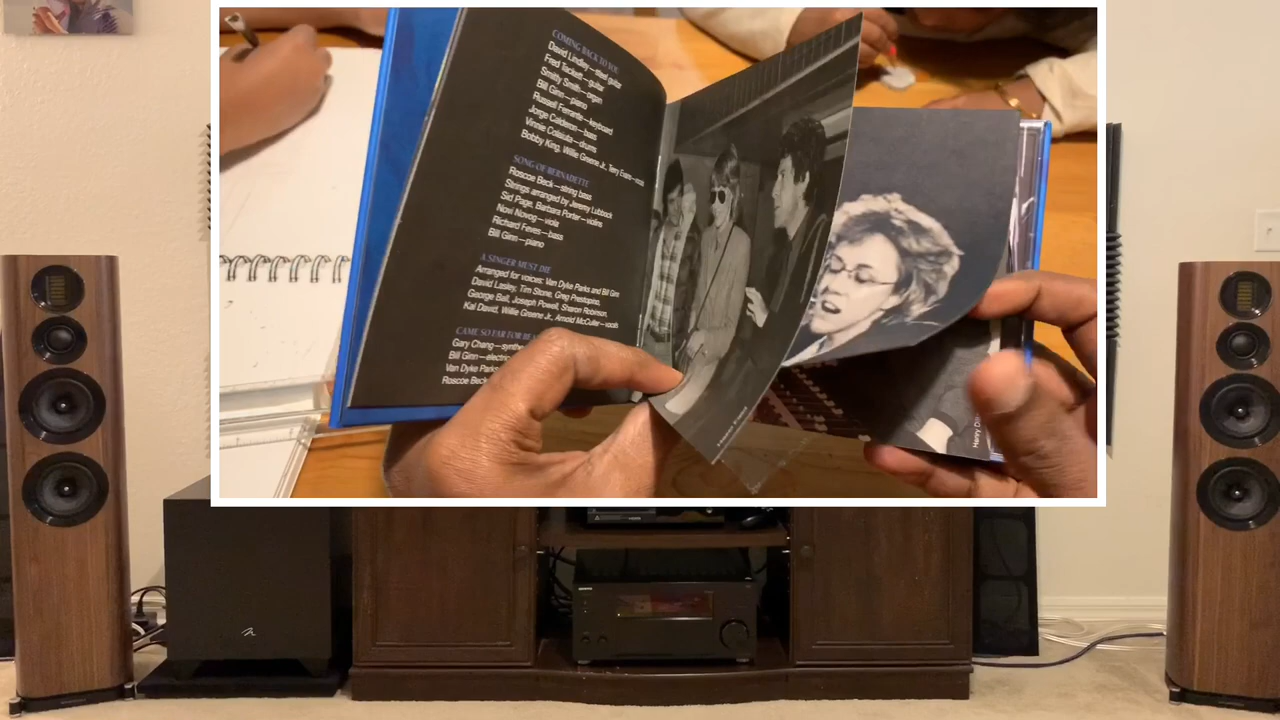 COMING BACK TO YOU
David Lindley—steel guitar
Fred Tackett—guitar
Smitty Smith—organ
Bill Ginn—piano
Russell Ferrante—keyboard
Jorge Calderon—bass
Vinnie Colaiuta—drums
Bobby King, Willie Greene Jr., Terry Evans—vocals
SONG OF BERNADETTE
Roscoe Beck—string bass
Strings arranged by Jeremy Lubbock
Sid Page, Barbara Porter—violins
Novi Novog—viola
Richard Feves—bass
Bill Ginn—piano
A SINGER MUST DIE
Arranged for voices: Van Dyke Parks and Bill Ginn
David Lasley, Tim Stone, Greg Prestopino,
George Ball, Joseph Powell, Sharon Robinson,
Kal David, Willie Greene Jr., Arnold McCuller—vocals
CAME SO FAR FOR
Gary Chang—synthe
Bill Ginn—electric
Van Dyke Parks
Roscoe Beck
Henry Di